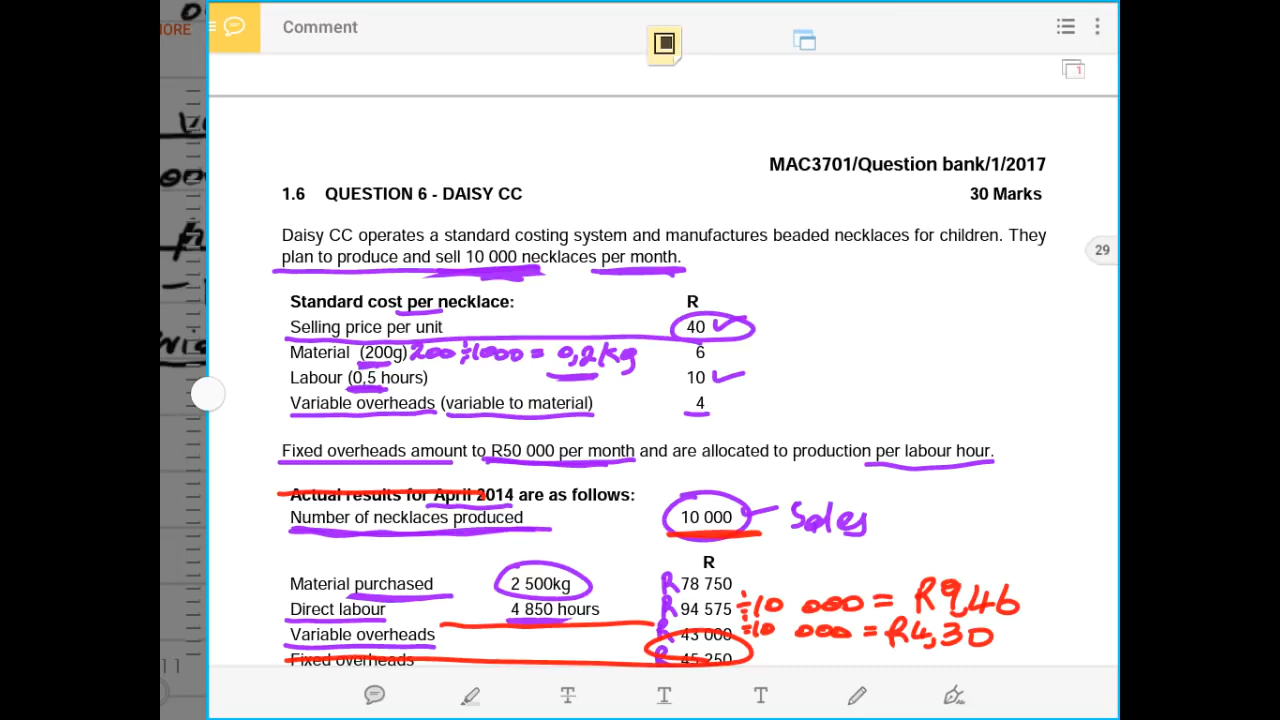 MORE
Comment
1
MAC3701/Question bank/1/2017
1.6 QUESTION 6 - DAISY CC 30 Marks
Daisy CC operates a standard costing system and manufactures beaded necklaces for children. They
plan to produce and sell 10 000 necklaces per month.
29
Standard cost per necklace: R
Selling price per unit 40
Material (200g) 200 ÷ 1000 = 0,2kg 6
Labour (0,5 hours) 10
Variable overheads (variable to material) 4
Fixed overheads amount to R50 000 per month and are allocated to production per labour hour.
Actual results for April 2014 are as follows:
Number of necklaces produced 10 000 Sales
R
Material purchased 2 500kg R 78 750
Direct labour 4 850 hours R 94 575 ÷10 000 = R9,46
Variable overheads R 43 000 ÷10 000 = R4,30
Fixed overheads R 45 250
11
T T T